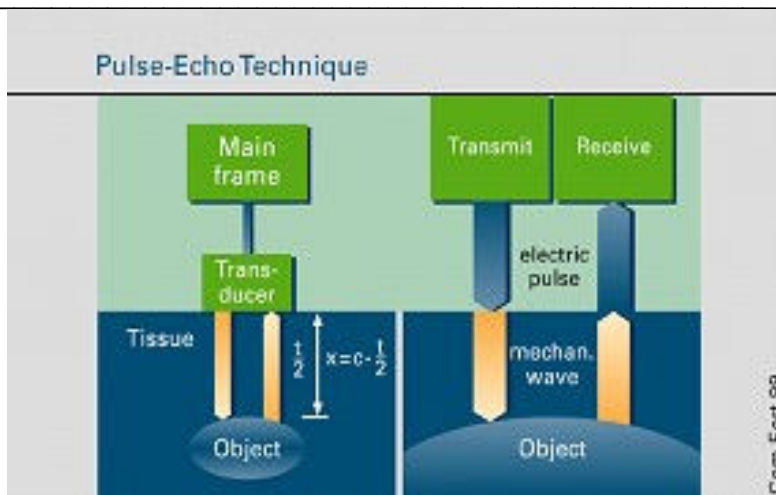 Pulse-Echo Technique
Main
frame
Transmit
Receive
Trans-
ducer
electric
pulse
Tissue
t/2
x=c-t/2
mechan.
wave
Object
Object